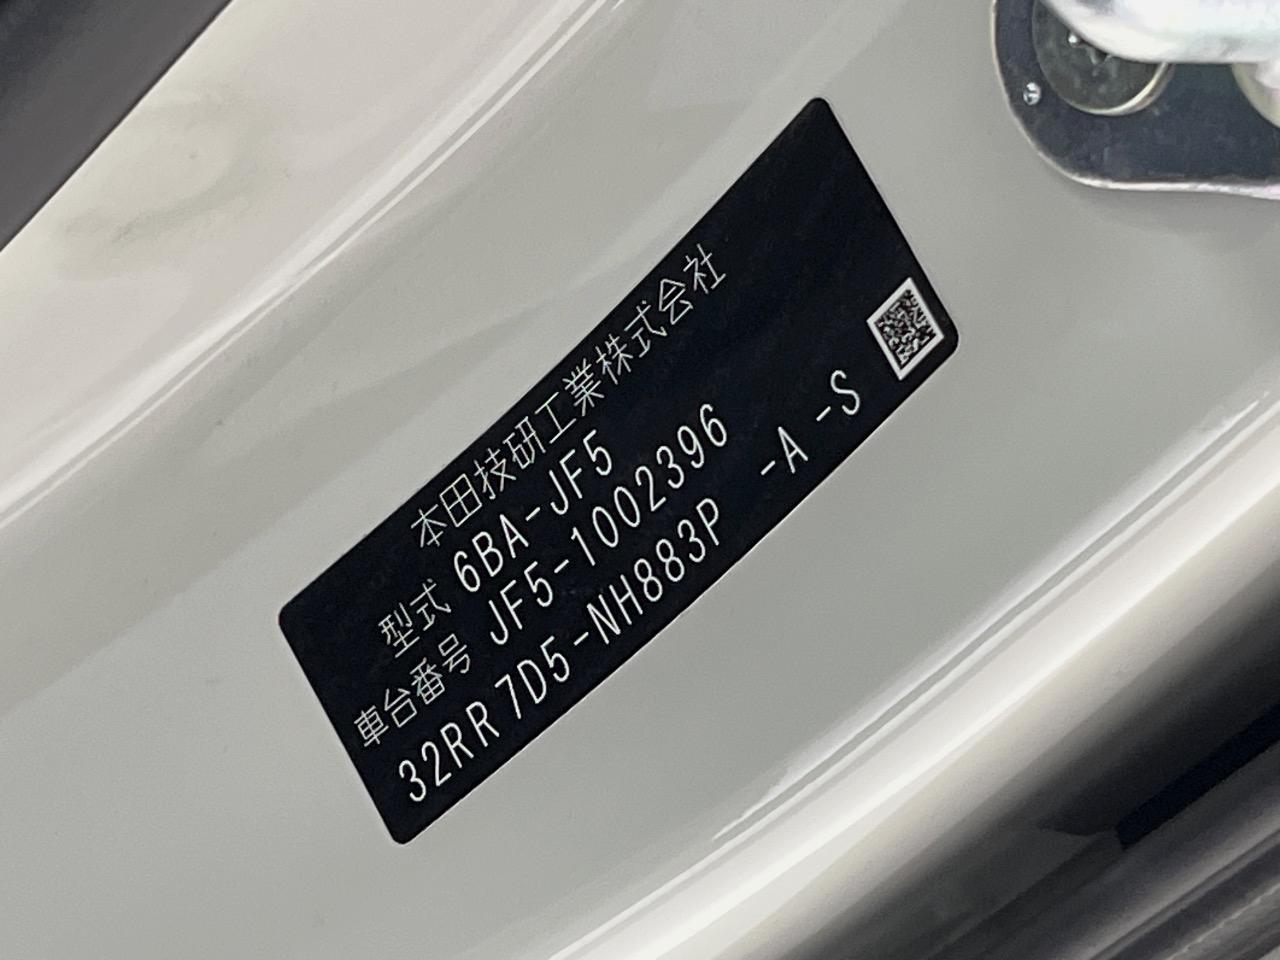 本田技研工業株式会社
型式 6BA-JF5
車台番号 JF5-1002396
32RR 7D5-NH883P -A -S